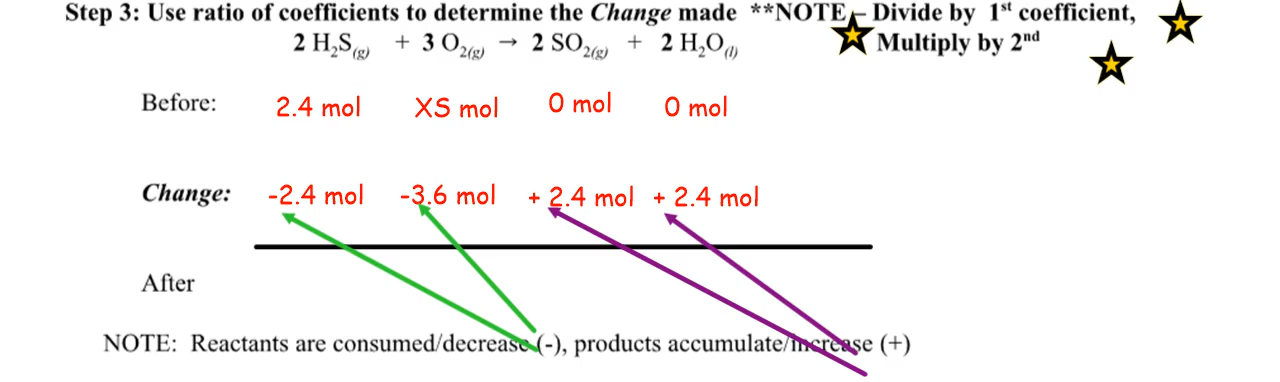 Step 3: Use ratio of coefficients to determine the Change made **NOTE – Divide by 1st coefficient,
2 H₂S(g) + 3 O₂(g) → 2 SO₂(g) + 2 H₂O(l) Multiply by 2nd
Before: 2.4 mol XS mol 0 mol 0 mol
Change: -2.4 mol -3.6 mol + 2.4 mol + 2.4 mol
After
NOTE: Reactants are consumed/decrease (-), products accumulate/increase (+)